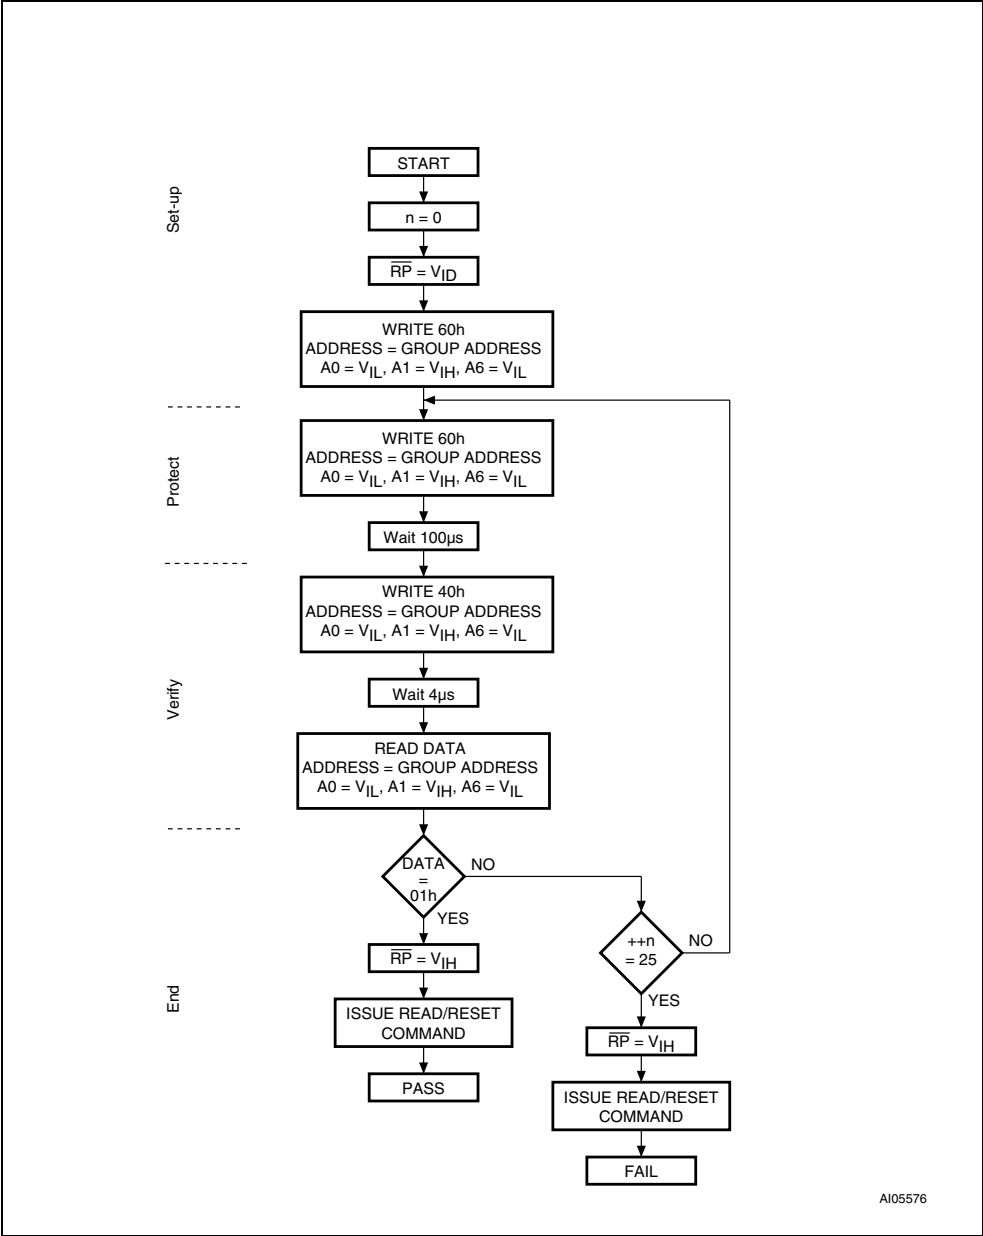 START
Set-up
n = 0
RP = VID
WRITE 60h
ADDRESS = GROUP ADDRESS
A0 = VIL, A1 = VIH, A6 = VIL
Protect
WRITE 60h
ADDRESS = GROUP ADDRESS
A0 = VIL, A1 = VIH, A6 = VIL
Wait 100µs
Verify
WRITE 40h
ADDRESS = GROUP ADDRESS
A0 = VIL, A1 = VIH, A6 = VIL
Wait 4µs
READ DATA
ADDRESS = GROUP ADDRESS
A0 = VIL, A1 = VIH, A6 = VIL
End
DATA
=
01h
NO
YES
RP = VIH
ISSUE READ/RESET
COMMAND
PASS
++n
= 25
NO
YES
RP = VIH
ISSUE READ/RESET
COMMAND
FAIL
AI05576